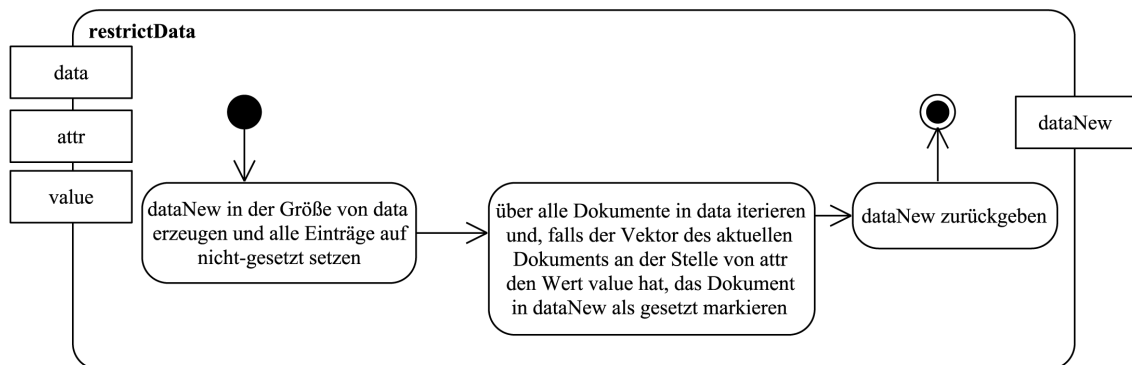 restrictData
data
attr
value
dataNew
dataNew in der Größe von data
erzeugen und alle Einträge auf
nicht-gesetzt setzen
über alle Dokumente in data iterieren
und, falls der Vektor des aktuellen
Dokuments an der Stelle von attr
den Wert value hat, das Dokument
in dataNew als gesetzt markieren
dataNew zurückgeben